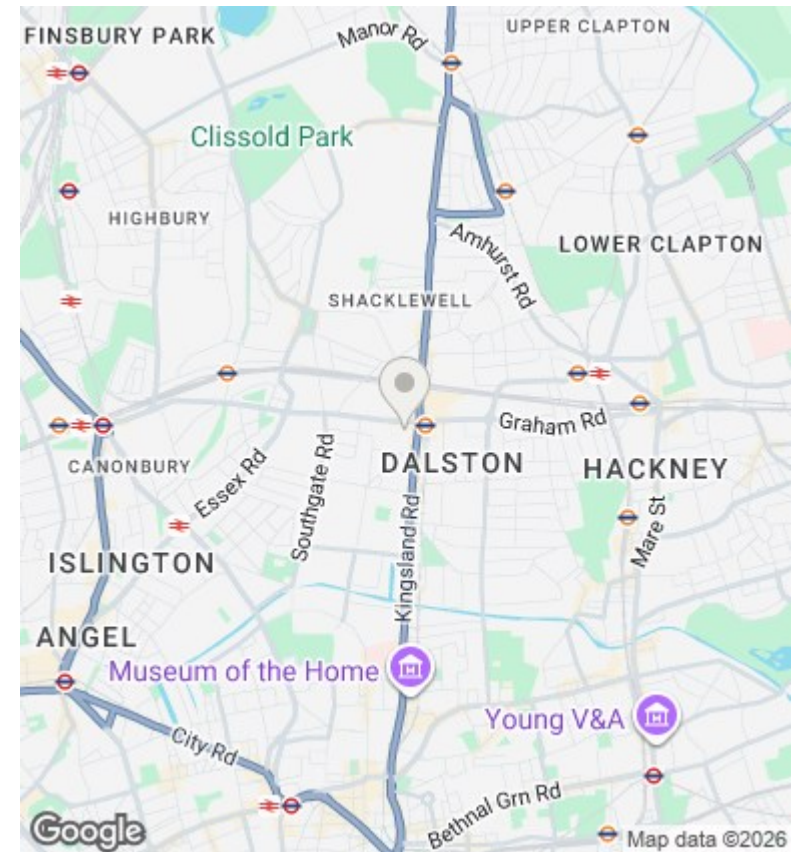 FINSBURY PARK
Manor Rd
UPPER CLAPTON
Clissold Park
HIGHBURY
Amhurst Rd
LOWER CLAPTON
SHACKLEWELL
Graham Rd
CANONBURY
Essex Rd
Southgate Rd
DALSTON
HACKNEY
Kingsland Rd
Mare St
ISLINGTON
ANGEL
Museum of the Home
Young V&A
City Rd
Bethnal Grn Rd
Google
Map data ©2026